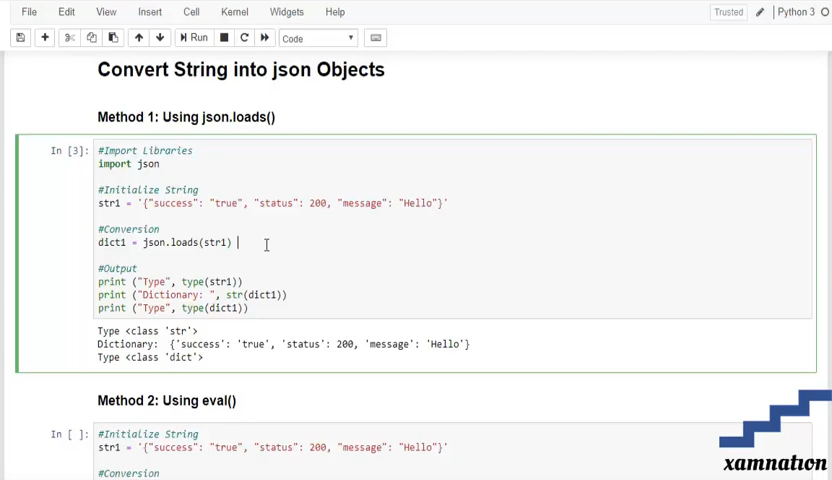 File Edit View Insert Cell Kernel Widgets Help Trusted Python 3
Run Code
Convert String into json Objects
Method 1: Using json.loads()
In [3]: #Import Libraries
import json
#Initialize String
str1 = '{"success": "true", "status": 200, "message": "Hello"}'
#Conversion
dict1 = json.loads(str1)
#Output
print ("Type", type(str1))
print ("Dictionary: ", str(dict1))
print ("Type", type(dict1))
Type <class 'str'>
Dictionary:  {'success': 'true', 'status': 200, 'message': 'Hello'}
Type <class 'dict'>
Method 2: Using eval()
In [ ]: #Initialize String
str1 = '{"success": "true", "status": 200, "message": "Hello"}'
#Conversion
xamnation